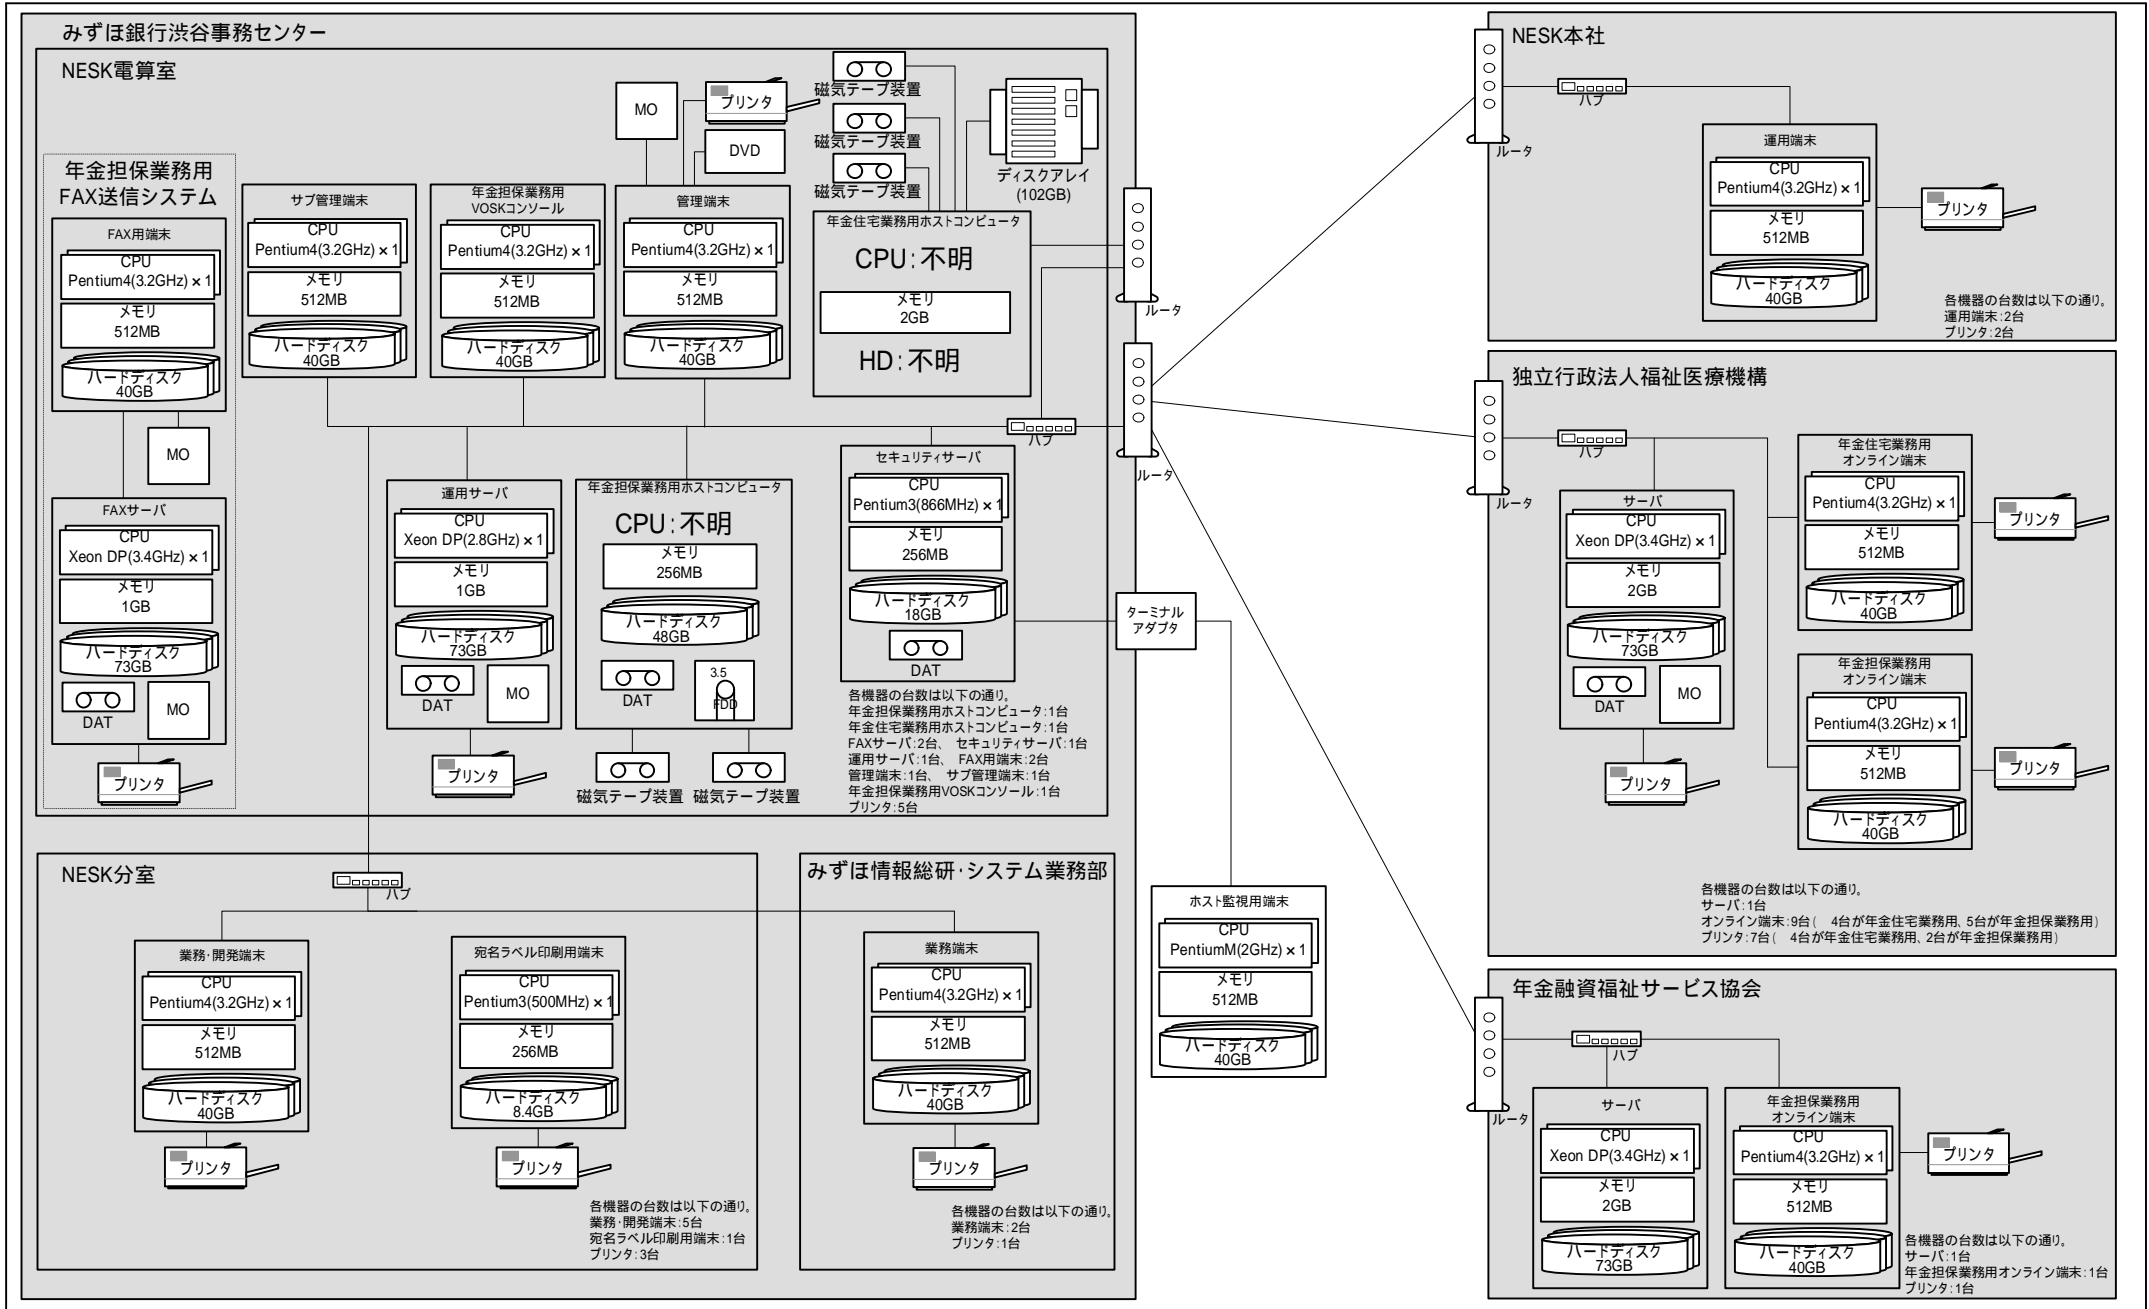 みずほ銀行渋谷事務センター
NESK電算室
年金担保業務用
FAX送信システム
FAX用端末
CPU
Pentium4(3.2GHz) × 1
メモリ
512MB
ハードディスク
40GB
MO
FAXサーバ
CPU
Xeon DP(3.4GHz) × 1
メモリ
1GB
ハードディスク
73GB
DAT
MO
プリンタ
サブ管理端末
CPU
Pentium4(3.2GHz) × 1
メモリ
512MB
ハードディスク
40GB
年金担保業務用
VOSKコンソール
CPU
Pentium4(3.2GHz) × 1
メモリ
512MB
ハードディスク
40GB
MO
プリンタ
DVD
管理端末
CPU
Pentium4(3.2GHz) × 1
メモリ
512MB
ハードディスク
40GB
磁気テープ装置
磁気テープ装置
磁気テープ装置
ディスクアレイ
(102GB)
年金住宅業務用ホストコンピュータ
CPU:不明
メモリ
2GB
HD:不明
ルータ
ハブ
ルータ
運用サーバ
CPU
Xeon DP(2.8GHz) × 1
メモリ
1GB
ハードディスク
73GB
DAT
MO
プリンタ
年金担保業務用ホストコンピュータ
CPU:不明
メモリ
256MB
ハードディスク
48GB
DAT
3.5
FDD
磁気テープ装置
磁気テープ装置
セキュリティサーバ
CPU
Pentium3(866MHz) × 1
メモリ
256MB
ハードディスク
18GB
DAT
ターミナル
アダプタ
各機器の台数は以下の通り。
年金担保業務用ホストコンピュータ:1台
年金住宅業務用ホストコンピュータ:1台
FAXサーバ:2台、 セキュリティサーバ:1台
運用サーバ:1台、 FAX用端末:2台
管理端末:1台、 サブ管理端末:1台
年金担保業務用VOSKコンソール:1台
プリンタ:5台
NESK分室
ハブ
業務・開発端末
CPU
Pentium4(3.2GHz) × 1
メモリ
512MB
ハードディスク
40GB
プリンタ
宛名ラベル印刷用端末
CPU
Pentium3(500MHz) × 1
メモリ
256MB
ハードディスク
8.4GB
プリンタ
各機器の台数は以下の通り。
業務・開発端末:5台
宛名ラベル印刷用端末:1台
プリンタ:3台
みずほ情報総研・システム業務部
業務端末
CPU
Pentium4(3.2GHz) × 1
メモリ
512MB
ハードディスク
40GB
プリンタ
各機器の台数は以下の通り。
業務端末:2台
プリンタ:1台
ホスト監視用端末
CPU
PentiumM(2GHz) × 1
メモリ
512MB
ハードディスク
40GB
NESK本社
ルータ
ハブ
運用端末
CPU
Pentium4(3.2GHz) × 1
メモリ
512MB
ハードディスク
40GB
プリンタ
各機器の台数は以下の通り。
運用端末:2台
プリンタ:2台
独立行政法人福祉医療機構
ルータ
ハブ
サーバ
CPU
Xeon DP(3.4GHz) × 1
メモリ
2GB
ハードディスク
73GB
DAT
MO
プリンタ
年金住宅業務用
オンライン端末
CPU
Pentium4(3.2GHz) × 1
メモリ
512MB
ハードディスク
40GB
プリンタ
年金担保業務用
オンライン端末
CPU
Pentium4(3.2GHz) × 1
メモリ
512MB
ハードディスク
40GB
プリンタ
各機器の台数は以下の通り。
サーバ:1台
オンライン端末:9台( 4台が年金住宅業務用、5台が年金担保業務用)
プリンタ:7台( 4台が年金住宅業務用、2台が年金担保業務用)
年金融資福祉サービス協会
ルータ
ハブ
サーバ
CPU
Xeon DP(3.4GHz) × 1
メモリ
2GB
ハードディスク
73GB
年金担保業務用
オンライン端末
CPU
Pentium4(3.2GHz) × 1
メモリ
512MB
ハードディスク
40GB
プリンタ
各機器の台数は以下の通り。
サーバ:1台
年金担保業務用オンライン端末:1台
プリンタ:1台